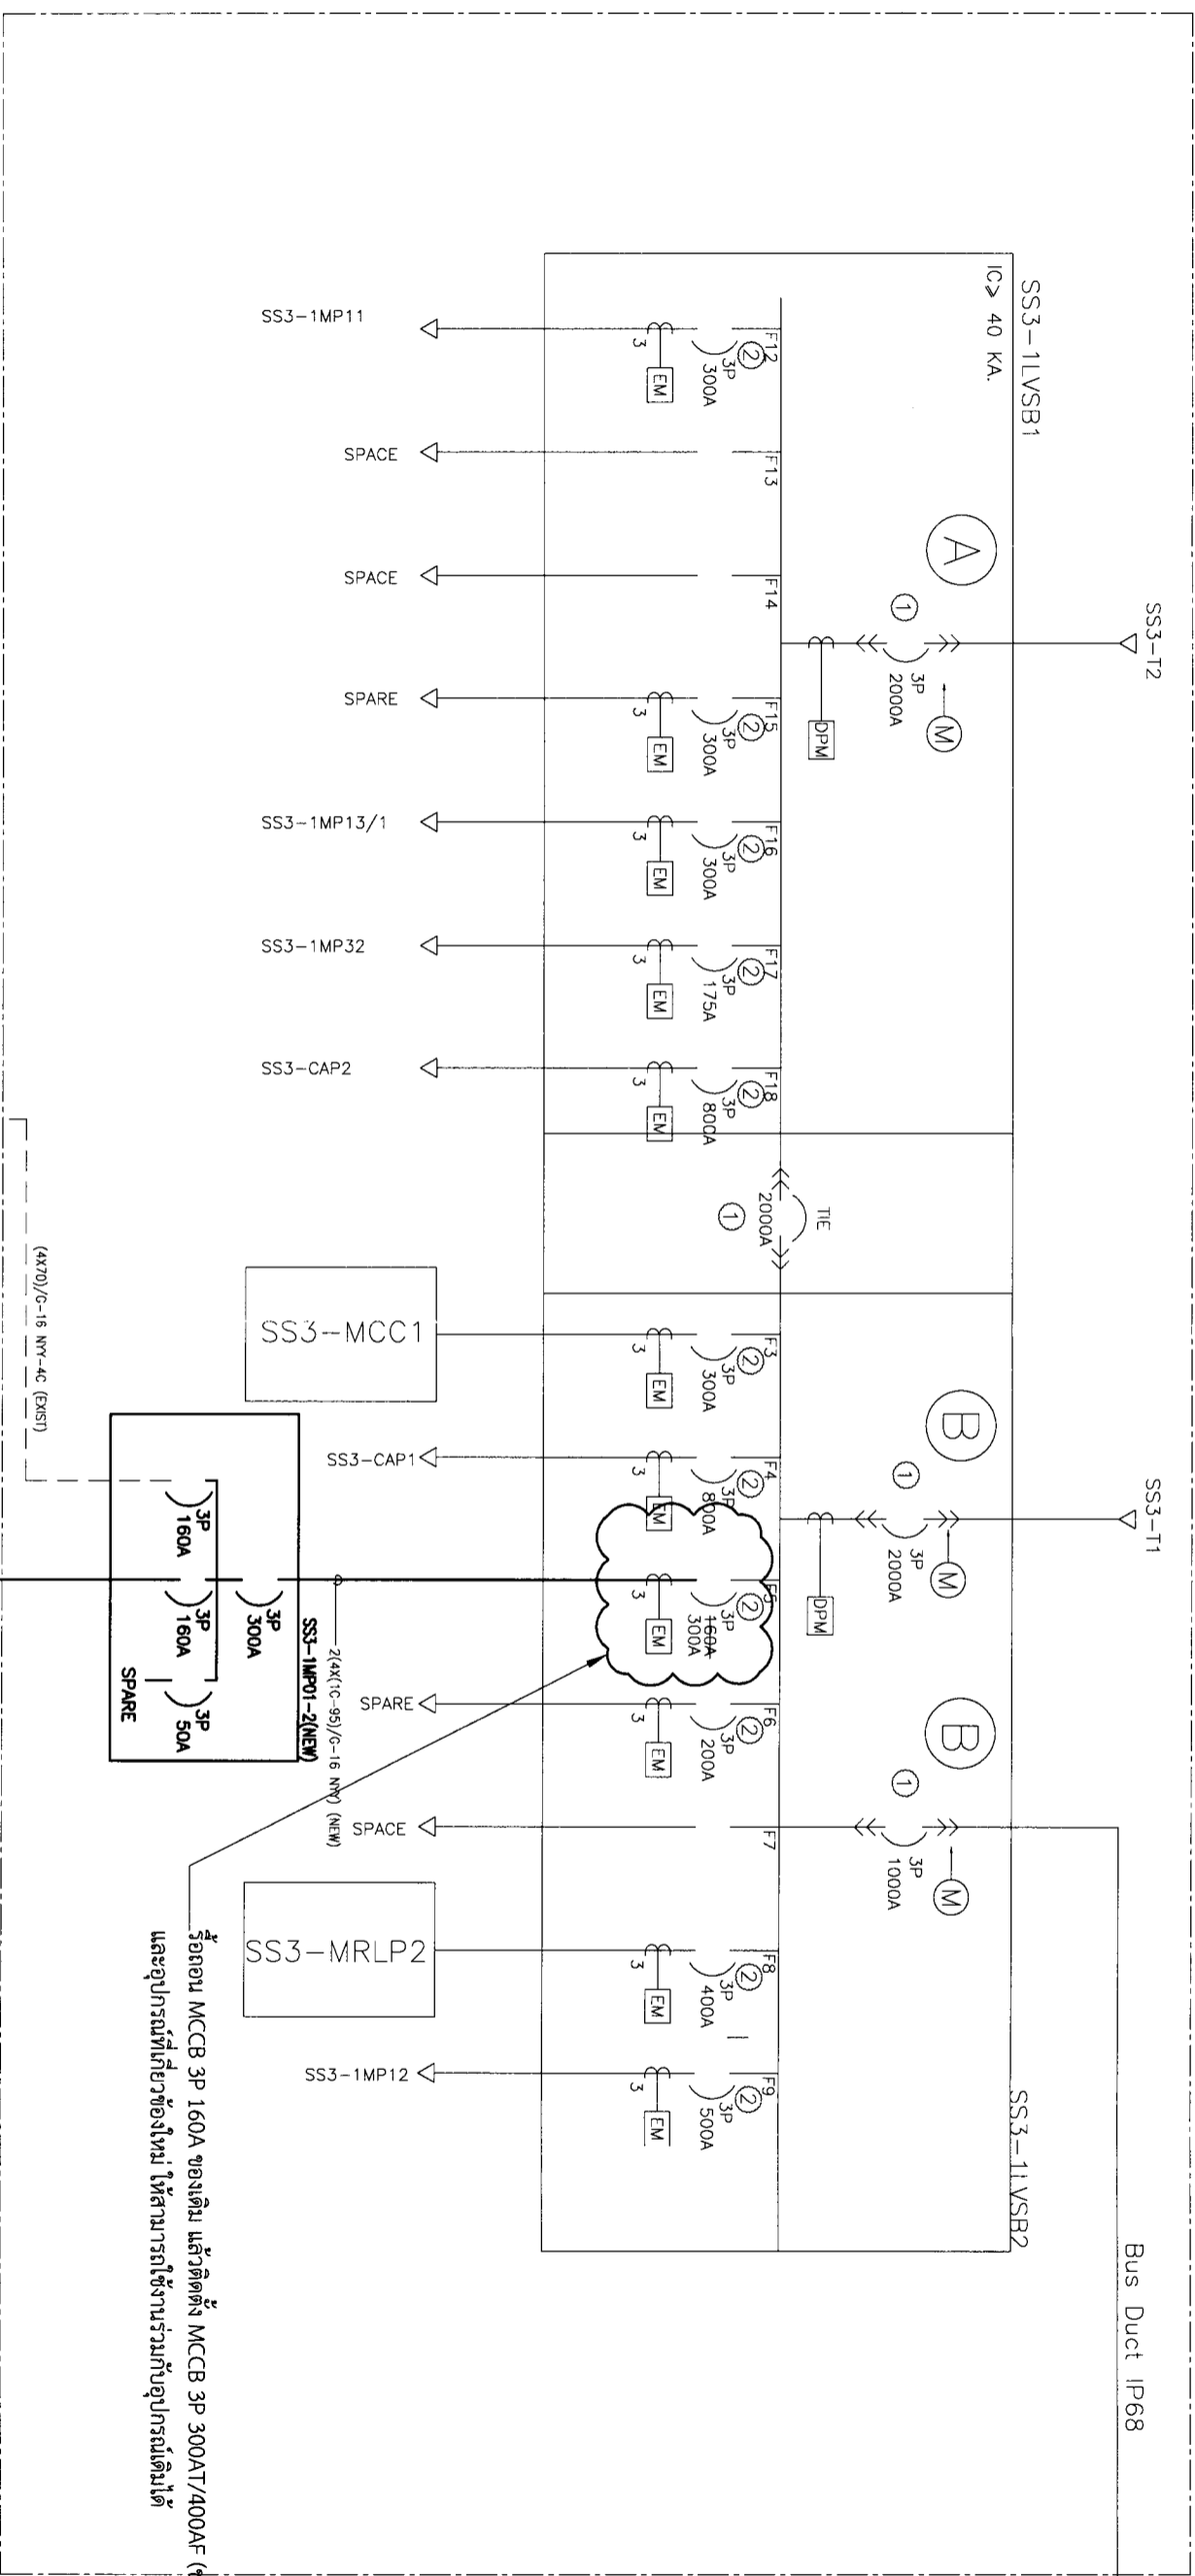 SS3-T2
SS3-T1
Bus Duct IP68
SS3-1LVSB1
SS3-1LVSB2
IC⩾ 40 KA.
A
B
B
1
3P
2000A
M
DPM
1
3P
2000A
M
DPM
1
3P
1000A
M
TIE
2000A
1
F12
2
3P
300A
3
EM
SS3-1MP11
F13
SPACE
F14
SPACE
F15
2
3P
300A
3
EM
SPARE
F16
2
3P
300A
3
EM
SS3-1MP13/1
F17
2
3P
175A
3
EM
SS3-1MP32
F18
2
3P
800A
3
EM
SS3-CAP2
F3
2
3P
300A
3
EM
SS3-MCC1
F4
2
3P
800A
3
EM
SS3-CAP1
F5
2
3P
160A
300A
3
EM
F6
2
3P
200A
3
EM
SPARE
F7
SPACE
F8
2
3P
400A
3
EM
SS3-MRLP2
F9
2
3P
500A
3
EM
SS3-1MP12
2(4X(1C-95)/G-16 NYY) (NEW)
SS3-1MP01-2(NEW)
3P
300A
3P
160A
3P
160A
3P
50A
SPARE
(4X70)/G-16 NYY-4C (EXIST)
รื้อถอน MCCB 3P 160A ของเดิม แล้วติดตั้ง MCCB 3P 300AT/400AF (
และอุปกรณ์ที่เกี่ยวข้องใหม่ ให้สามารถใช้งานร่วมกับอุปกรณ์เดิมได้